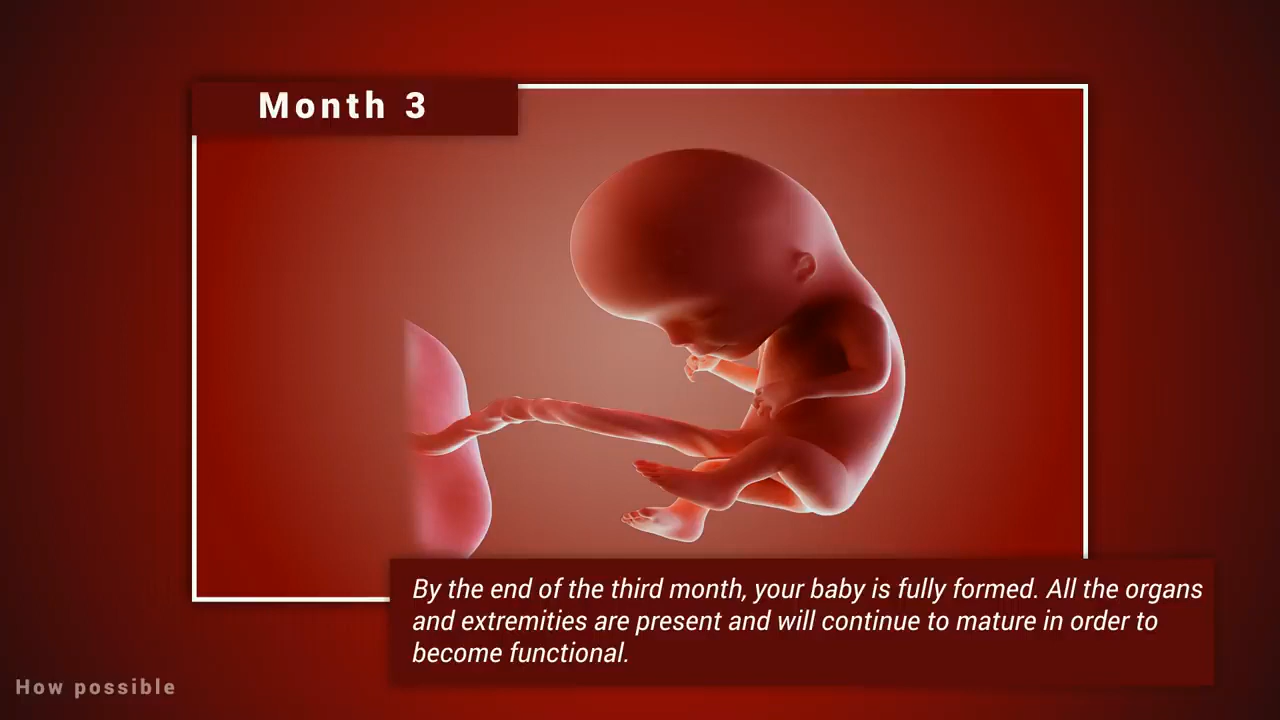 Month 3
By the end of the third month, your baby is fully formed. All the organs
and extremities are present and will continue to mature in order to
become functional.
How possible